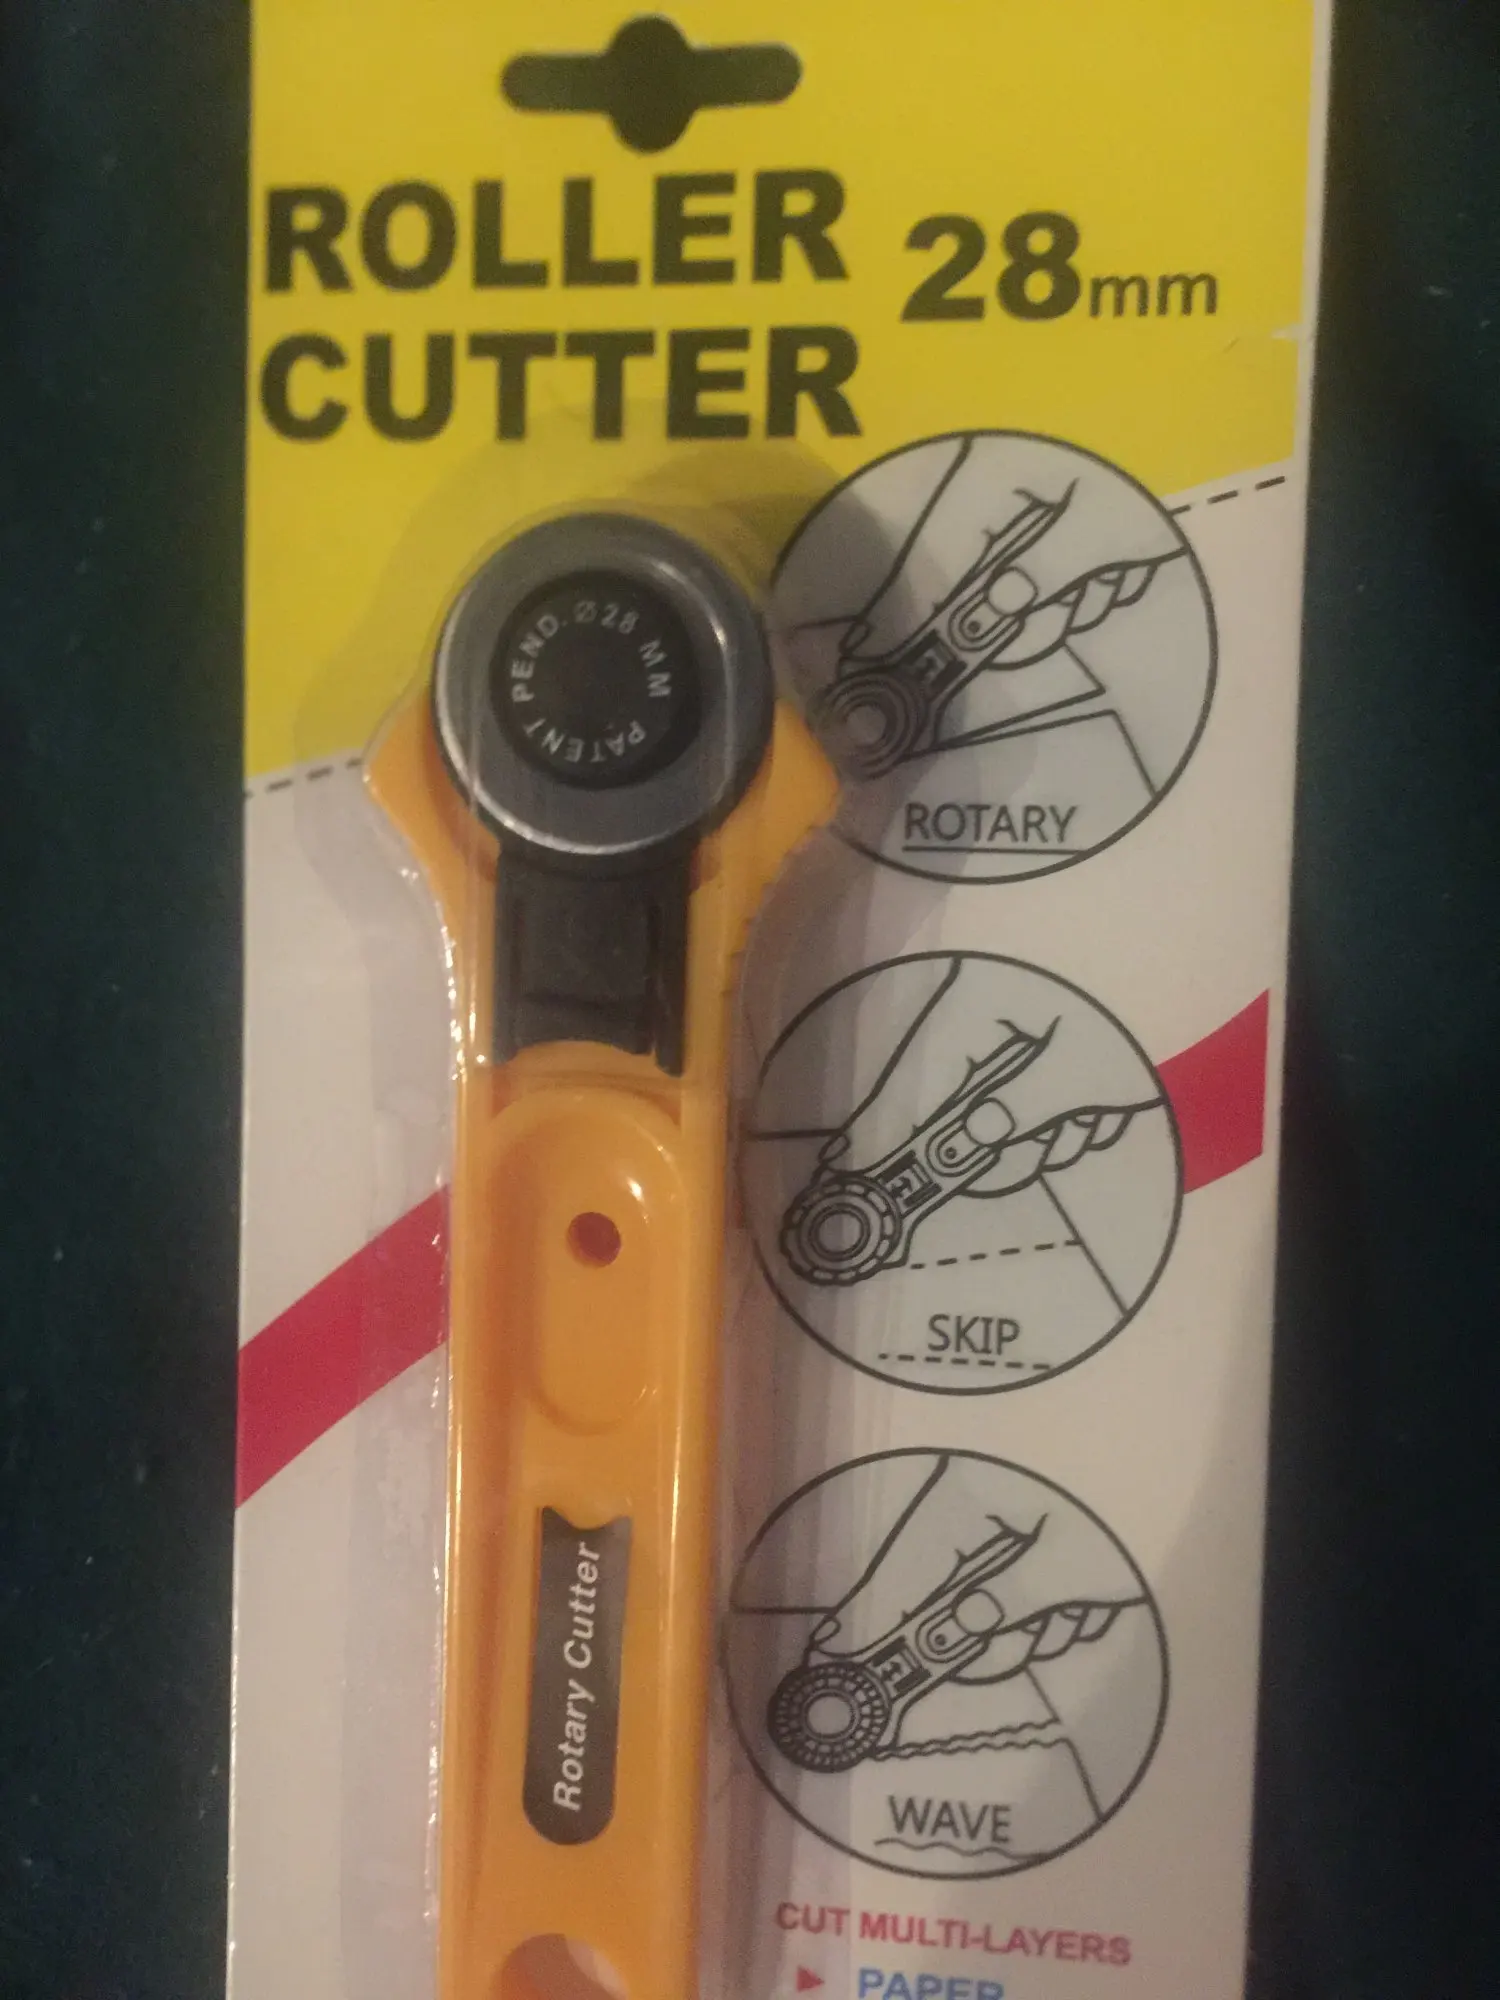 ROLLER
CUTTER
28mm
PATENT PEND. Ø28 MM
ROTARY
SKIP
Rotary Cutter
WAVE
CUT MULTI-LAYERS
PAPER